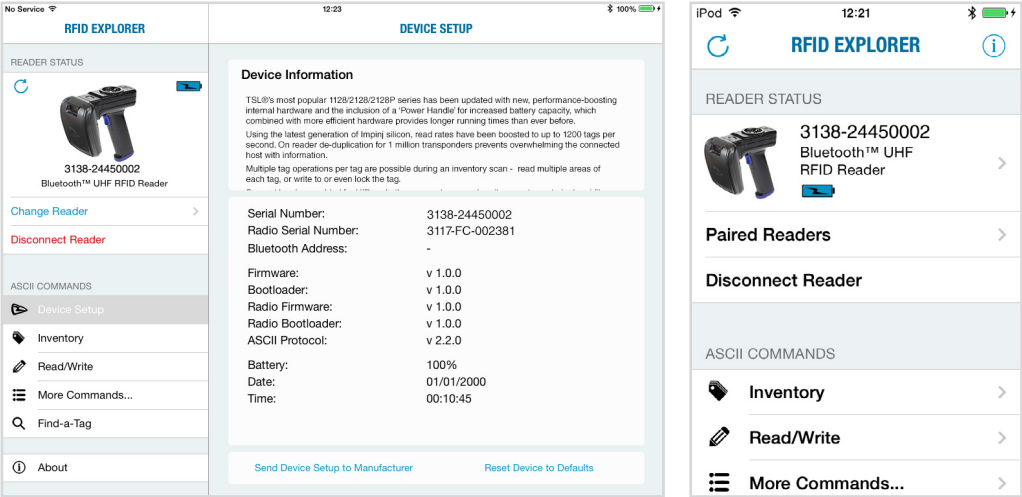 No Service
12:23
100%
RFID EXPLORER
DEVICE SETUP
READER STATUS
3138-24450002
Bluetooth™ UHF RFID Reader
Change Reader
Disconnect Reader
ASCII COMMANDS
Device Setup
Inventory
Read/Write
More Commands...
Find-a-Tag
About
Device Information
TSL®'s most popular 1128/2128/2128P series has been updated with new, performance-boosting
internal hardware and the inclusion of a 'Power Handle' for increased battery capacity, which
combined with more efficient hardware provides longer running times than ever before.
Using the latest generation of Impinj silicon, read rates have been boosted to up to 1200 tags per
second. On reader de-duplication for 1 million transponders prevents overwhelming the connected
host with information.
Multiple tag operations per tag are possible during an inventory scan - read multiple areas of
each tag, or write to or even lock the tag.
Serial Number: 3138-24450002
Radio Serial Number: 3117-FC-002381
Bluetooth Address: -
Firmware: v 1.0.0
Bootloader: v 1.0.0
Radio Firmware: v 1.0.0
Radio Bootloader: v 1.0.0
ASCII Protocol: v 2.2.0
Battery: 100%
Date: 01/01/2000
Time: 00:10:45
Send Device Setup to Manufacturer
Reset Device to Defaults
iPod
12:21
RFID EXPLORER
READER STATUS
3138-24450002
Bluetooth™ UHF
RFID Reader
Paired Readers
Disconnect Reader
ASCII COMMANDS
Inventory
Read/Write
More Commands...